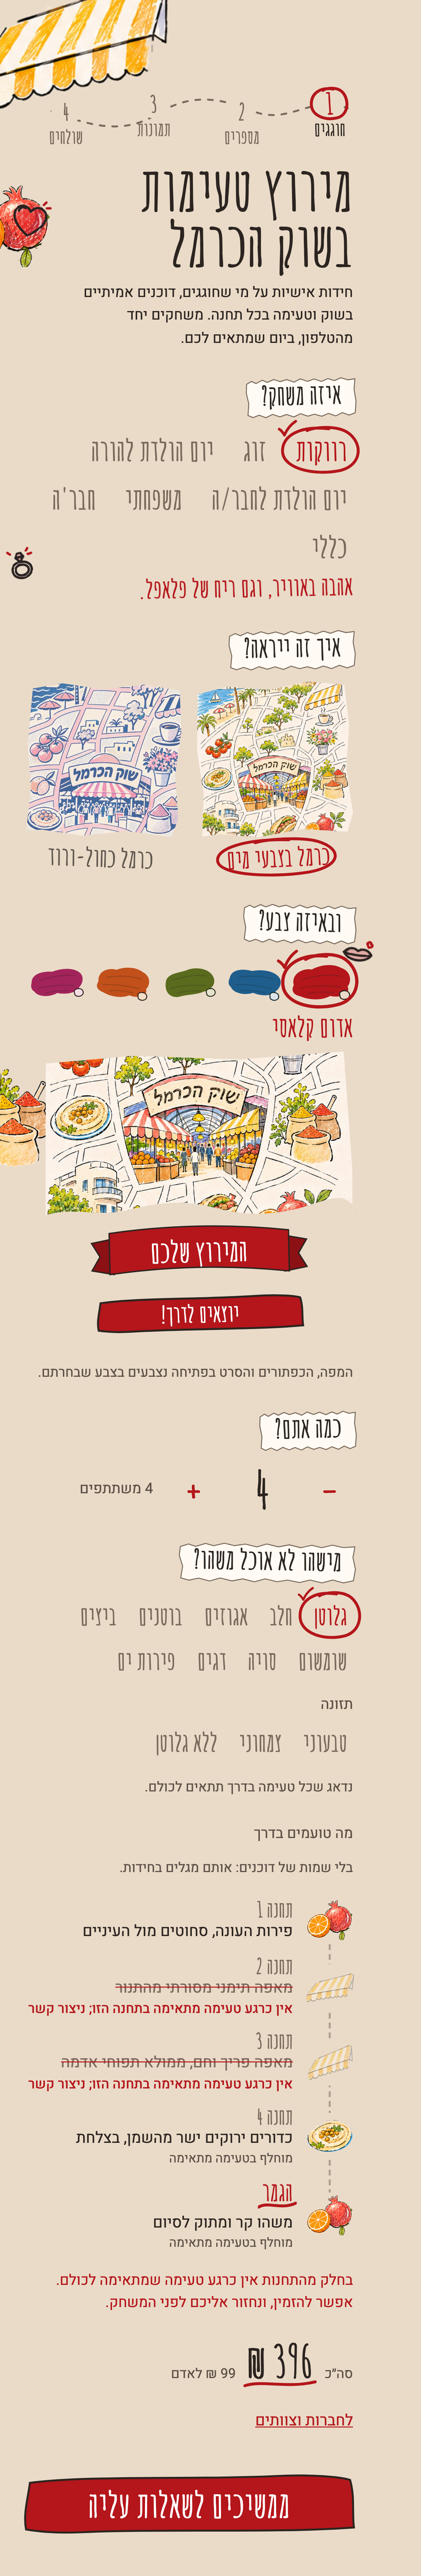 1
חוגגים
2
מספרים
3
תמונות
4
שולחים
מירוץ טעימות
בשוק הכרמל
חידות אישיות על מי שחוגגים, דוכנים אמיתיים
בשוק וטעימה בכל תחנה. משחקים יחד
מהטלפון, ביום שמתאים לכם.
איזה משחק?
רווקות זוג יום הולדת להורה
יום הולדת לחבר/ה משפחתי חבר'ה
כללי
אהבה באוויר, וגם ריח של פלאפל.
איך זה ייראה?
שוק הכרמל
שוק הכרמל
כרמל בצבעי מים
כרמל כחול-ורוד
ובאיזה צבע?
אדום קלאסי
שוק הכרמל
המירוץ שלכם
יוצאים לדרך!
המפה, הכפתורים והסרט בפתיחה נצבעים בצבע שבחרתם.
כמה אתם?
− 4 + 4 משתתפים
מישהו לא אוכל משהו?
גלוטן חלב אגוזים בוטנים ביצים
שומשום סויה דגים פירות ים
תזונה
טבעוני צמחוני ללא גלוטן
נדאג שכל טעימה בדרך תתאים לכולם.
מה טועמים בדרך
בלי שמות של דוכנים: אותם מגלים בחידות.
תחנה 1
פירות העונה, סחוטים מול העיניים
תחנה 2
מאפה תימני מסורתי מהתנור
אין כרגע טעימה מתאימה בתחנה הזו; ניצור קשר
תחנה 3
מאפה פריך וחם, ממולא תפוחי אדמה
אין כרגע טעימה מתאימה בתחנה הזו; ניצור קשר
תחנה 4
כדורים ירוקים ישר מהשמן, בצלחת
מוחלף בטעימה מתאימה
הגמר
משהו קר ומתוק לסיום
מוחלף בטעימה מתאימה
בחלק מהתחנות אין כרגע טעימה שמתאימה לכולם.
אפשר להזמין, ונחזור אליכם לפני המשחק.
סה״כ 396 ₪ 99 ₪ לאדם
לחברות וצוותים
ממשיכים לשאלות עליה